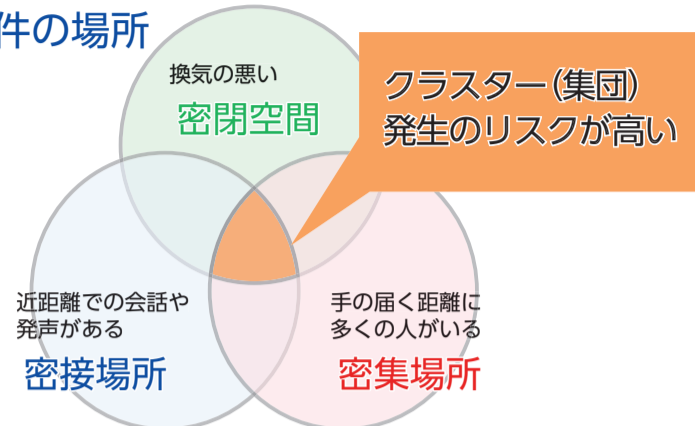 件の場所
換気の悪い
密閉空間
クラスター(集団)
発生のリスクが高い
近距離での会話や
発声がある
密接場所
手の届く距離に
多くの人がいる
密集場所